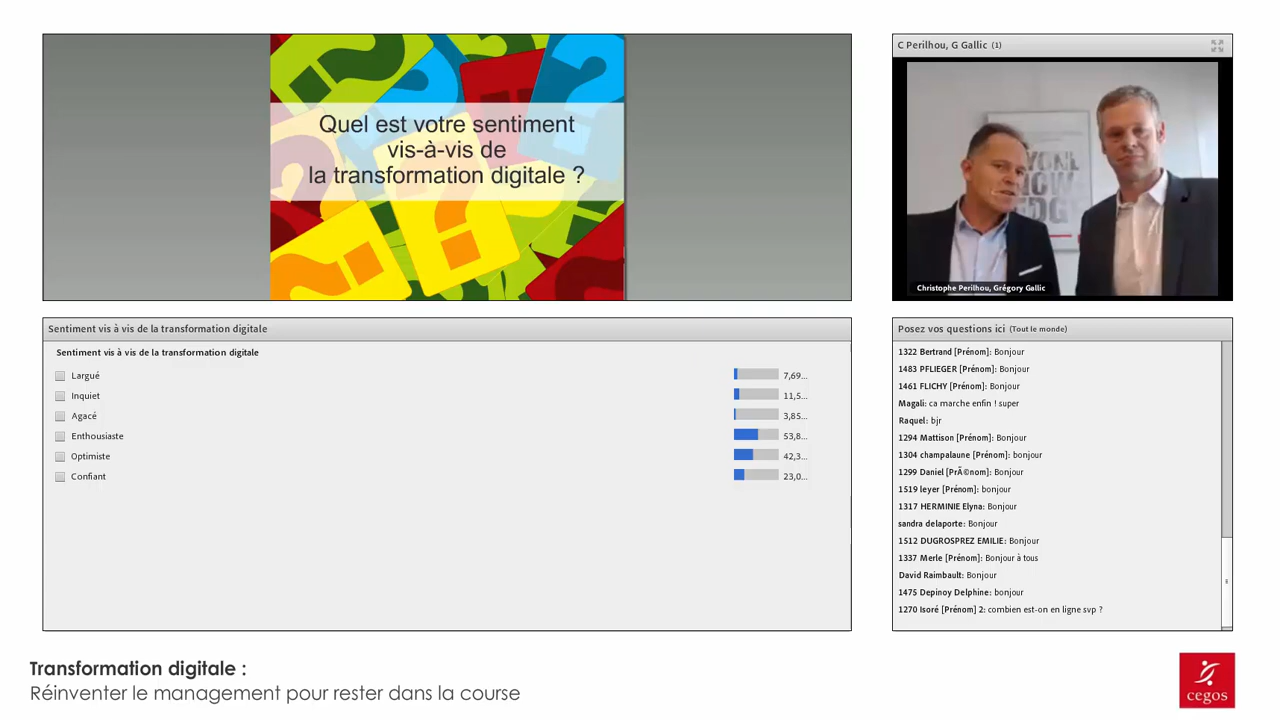 Quel est votre sentiment
vis-à-vis de
la transformation digitale ?
C Perilhou, G Gallic (1)
Christophe Perilhou, Grégory Gallic
Sentiment vis à vis de la transformation digitale
Sentiment vis à vis de la transformation digitale
Largué 7,69...
Inquiet 11,5...
Agacé 3,85...
Enthousiaste 53,8...
Optimiste 42,3...
Confiant 23,0...
Posez vos questions ici (Tout le monde)
1322 Bertrand [Prénom]: Bonjour
1483 PFLIEGER [Prénom]: Bonjour
1461 FLICHY [Prénom]: Bonjour
Magali: ca marche enfin ! super
Raquel: bjr
1294 Mattison [Prénom]: Bonjour
1304 champalaune [Prénom]: bonjour
1299 Daniel [PrÃ©nom]: Bonjour
1519 leyer [Prénom]: bonjour
1317 HERMINIE Elyna: Bonjour
sandra delaporte: Bonjour
1512 DUGROSPREZ EMILIE: Bonjour
1337 Merle [Prénom]: Bonjour à tous
David Raimbault: Bonjour
1475 Depinoy Delphine: bonjour
1270 Isoré [Prénom] 2: combien est-on en ligne svp ?
Transformation digitale :
Réinventer le management pour rester dans la course
cegos